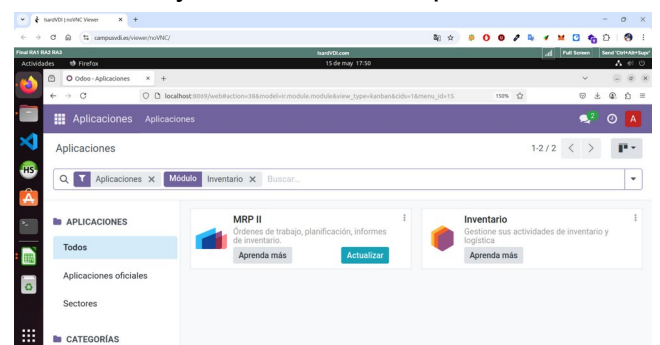 IsardVDI | noVNC Viewer
campusvdi.es/viewer/noVNC/
Final RA1 RA2 RA3
IsardVDI.com
Full Screen
Send "Ctrl+Alt+Supr"
Actividades
Firefox
15 de may 17:50
Odoo - Aplicaciones
localhost:8069/web#action=38&model=ir.module.module&view_type=kanban&cids=1&menu_id=15
150%
Aplicaciones
Aplicaciones
2
A
Aplicaciones
1-2 / 2
Aplicaciones
Módulo
Inventario
Buscar...
APLICACIONES
Todos
Aplicaciones oficiales
Sectores
CATEGORÍAS
MRP II
Órdenes de trabajo, planificación, informes
de inventario.
Aprenda más
Actualizar
Inventario
Gestione sus actividades de inventario y
logística
Aprenda más
HS